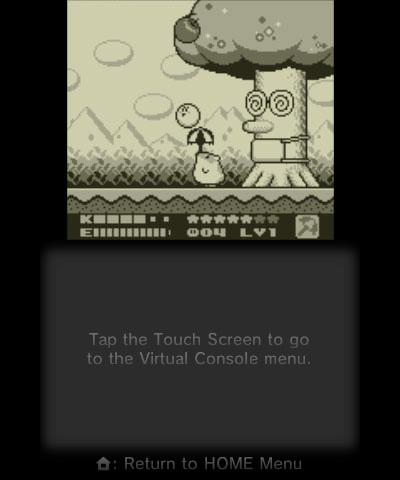 K
E 004 LV1
Tap the Touch Screen to go
to the Virtual Console menu.
: Return to HOME Menu